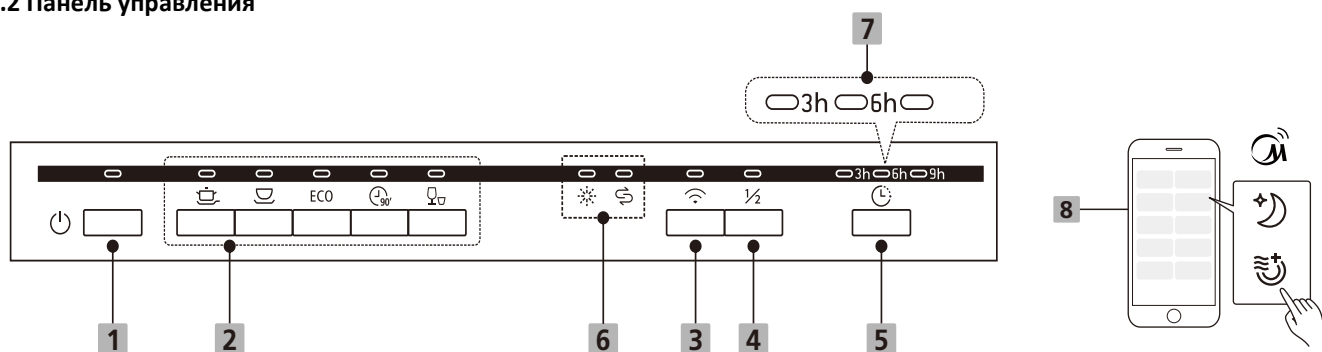 .2 Панель управления
7
3h 6h
3h 6h 9h
ECO 90' 1/2
M
8
1 2 6 3 4 5